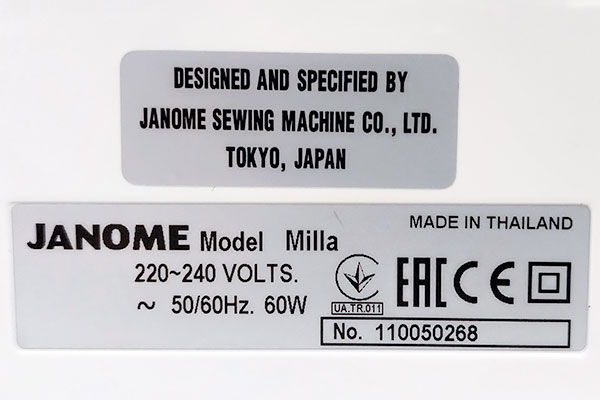 DESIGNED AND SPECIFIED BY
JANOME SEWING MACHINE CO., LTD.
TOKYO, JAPAN
MADE IN THAILAND
JANOME Model Milla
220~240 VOLTS.
~ 50/60Hz. 60W
UA.TR.011
EAC CE
No. 110050268